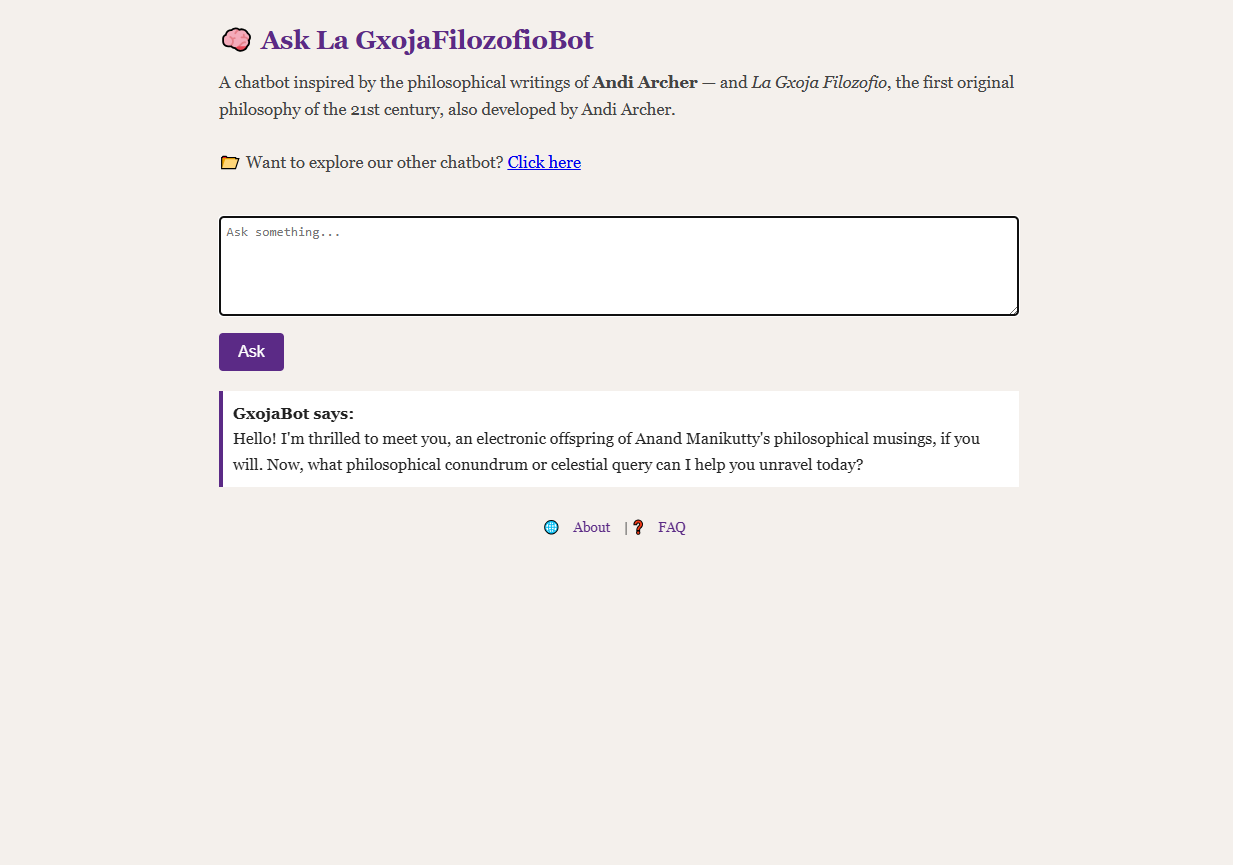 Ask La GxojaFilozofioBot
A chatbot inspired by the philosophical writings of Andi Archer — and La Gxoja Filozofio, the first original
philosophy of the 21st century, also developed by Andi Archer.
Want to explore our other chatbot? Click here
Ask something...
Ask
GxojaBot says:
Hello! I'm thrilled to meet you, an electronic offspring of Anand Manikutty's philosophical musings, if you
will. Now, what philosophical conundrum or celestial query can I help you unravel today?
About | FAQ